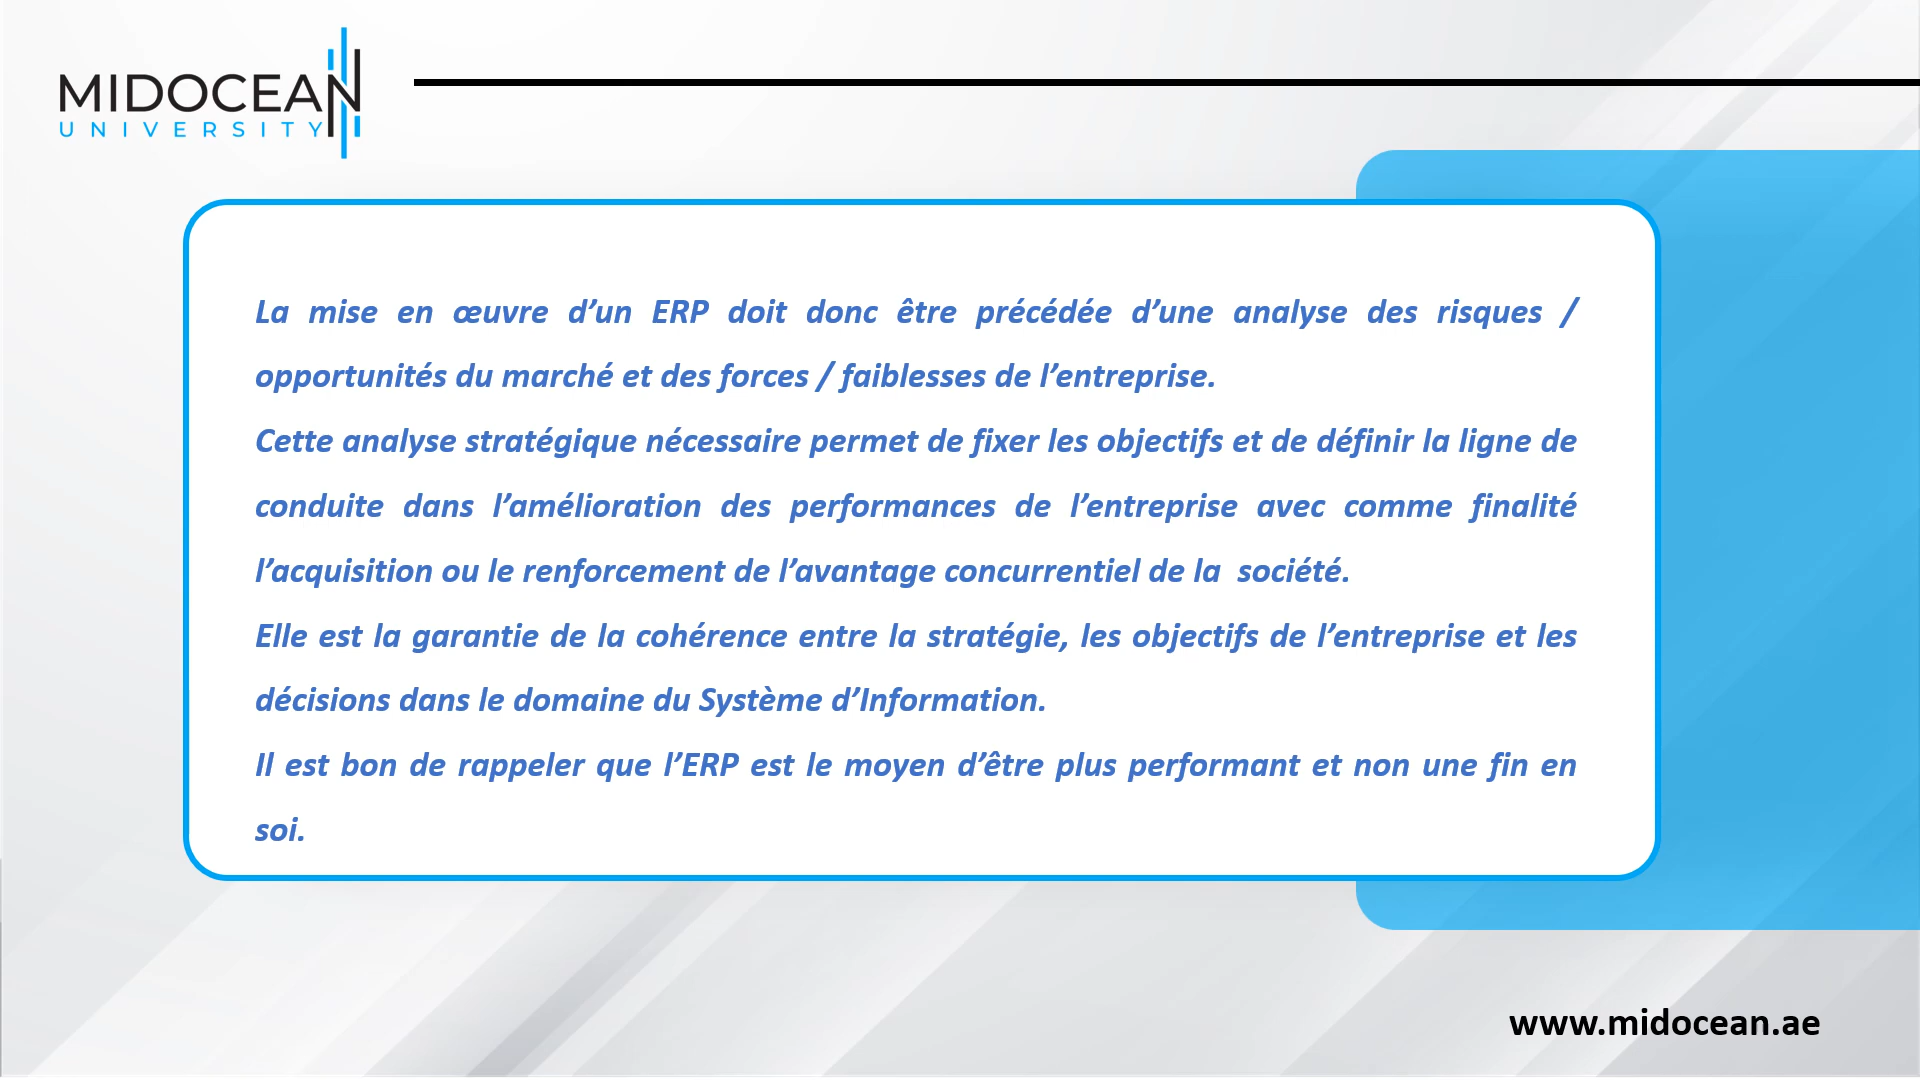 MIDOCEAN
UNIVERSITY
La mise en œuvre d’un ERP doit donc être précédée d’une analyse des risques /
opportunités du marché et des forces / faiblesses de l’entreprise.
Cette analyse stratégique nécessaire permet de fixer les objectifs et de définir la ligne de
conduite dans l’amélioration des performances de l’entreprise avec comme finalité
l’acquisition ou le renforcement de l’avantage concurrentiel de la  société.
Elle est la garantie de la cohérence entre la stratégie, les objectifs de l’entreprise et les
décisions dans le domaine du Système d’Information.
Il est bon de rappeler que l’ERP est le moyen d’être plus performant et non une fin en
soi.
www.midocean.ae